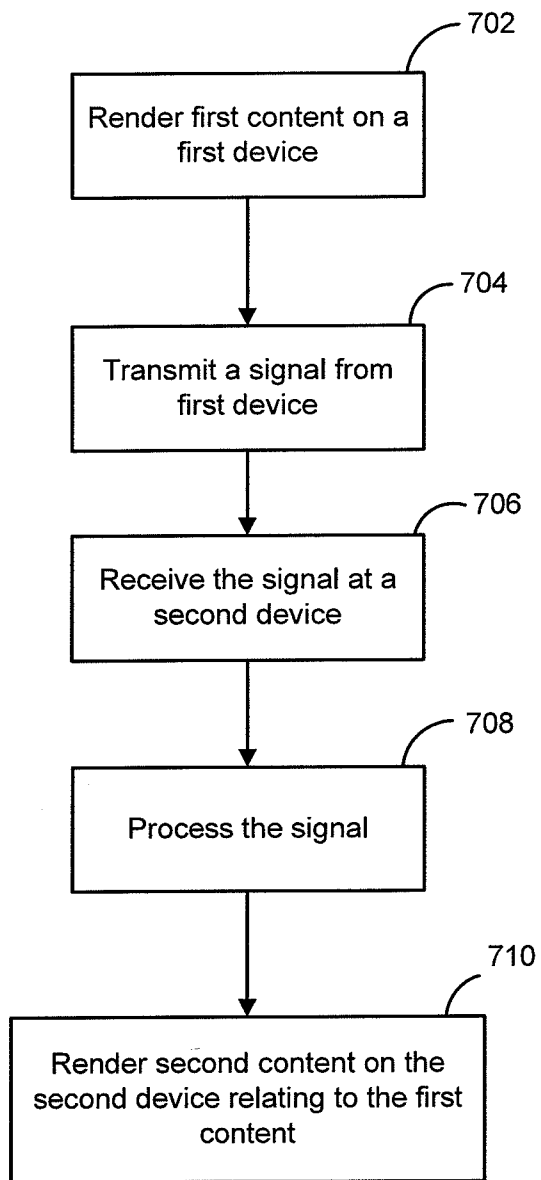 702
Render first content on a
first device
704
Transmit a signal from
first device
706
Receive the signal at a
second device
708
Process the signal
710
Render second content on the
second device relating to the first
content